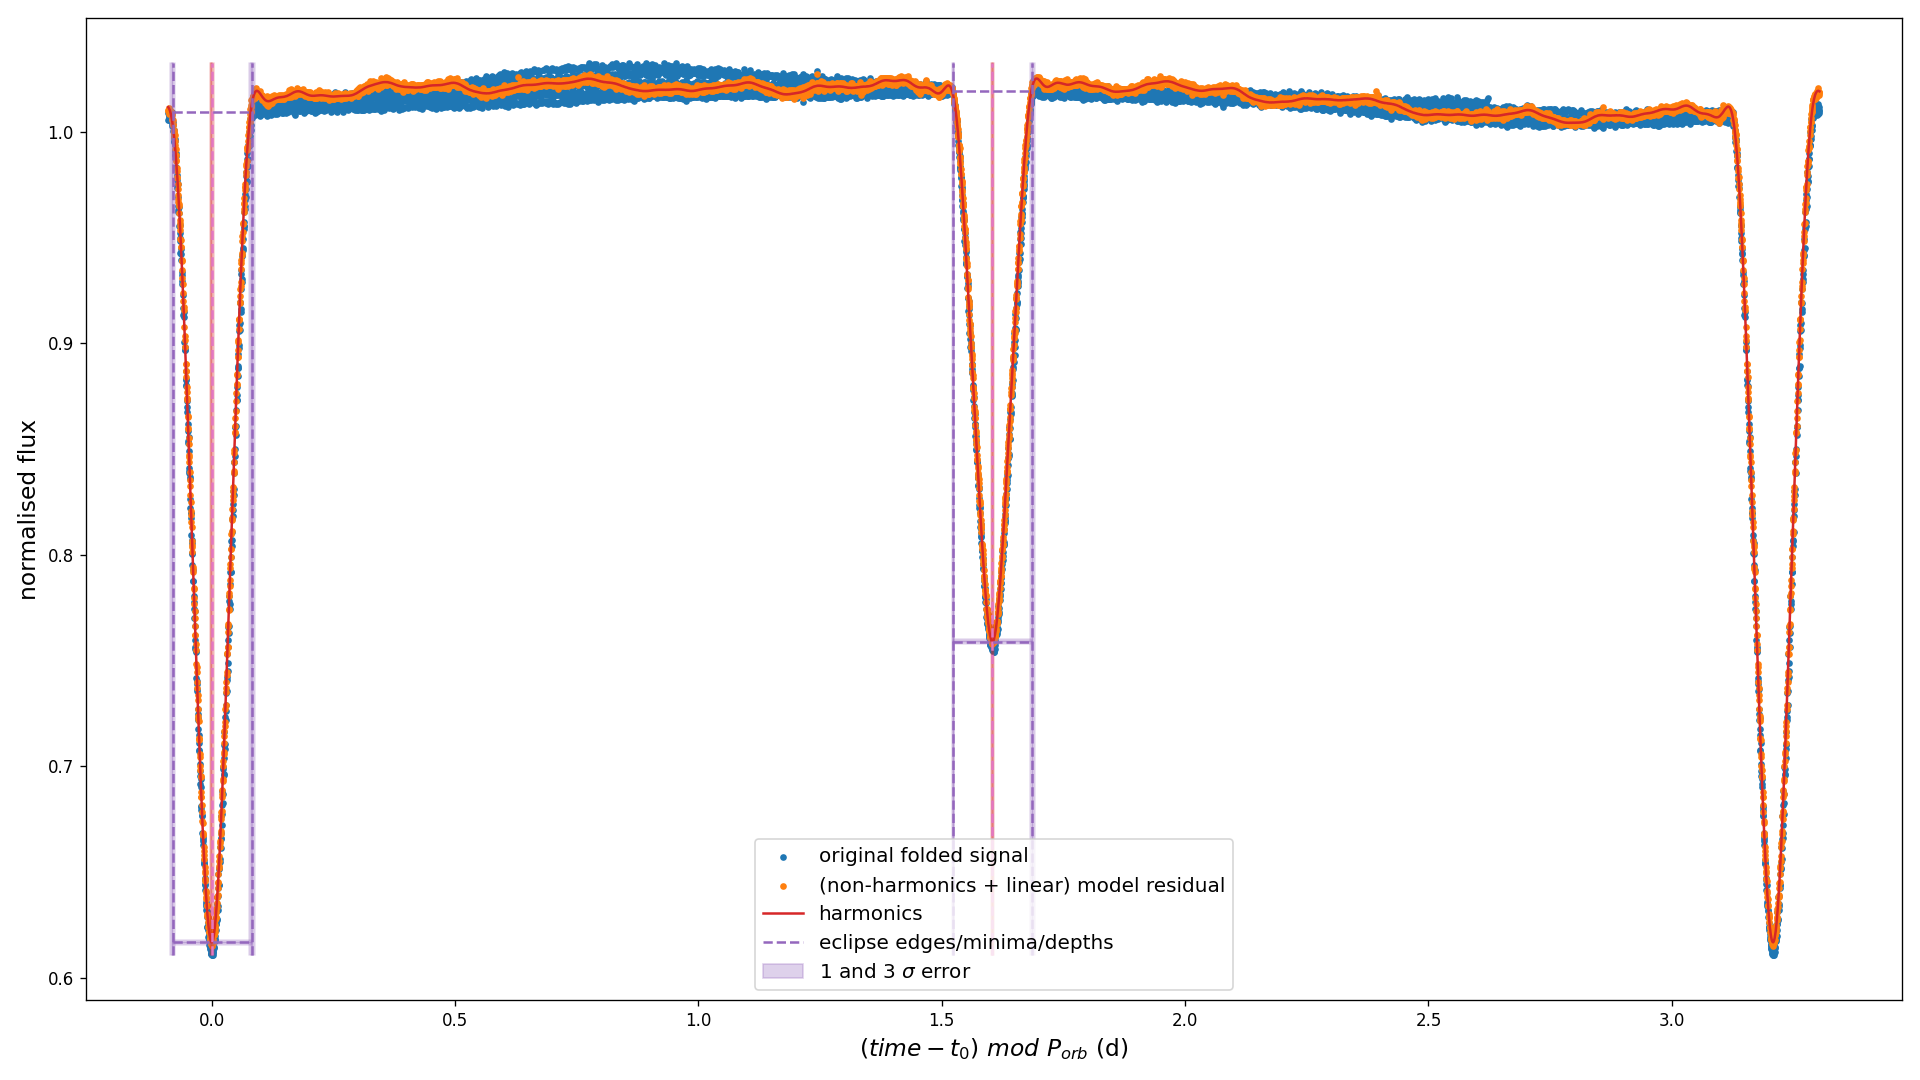 normalised flux
1.0
0.9
0.8
0.7
0.6
original folded signal
(non-harmonics + linear) model residual
harmonics
eclipse edges/minima/depths
1 and 3 σ error
0.0 0.5 1.0 1.5 2.0 2.5 3.0
(time − t₀) mod Pₒᵣb (d)